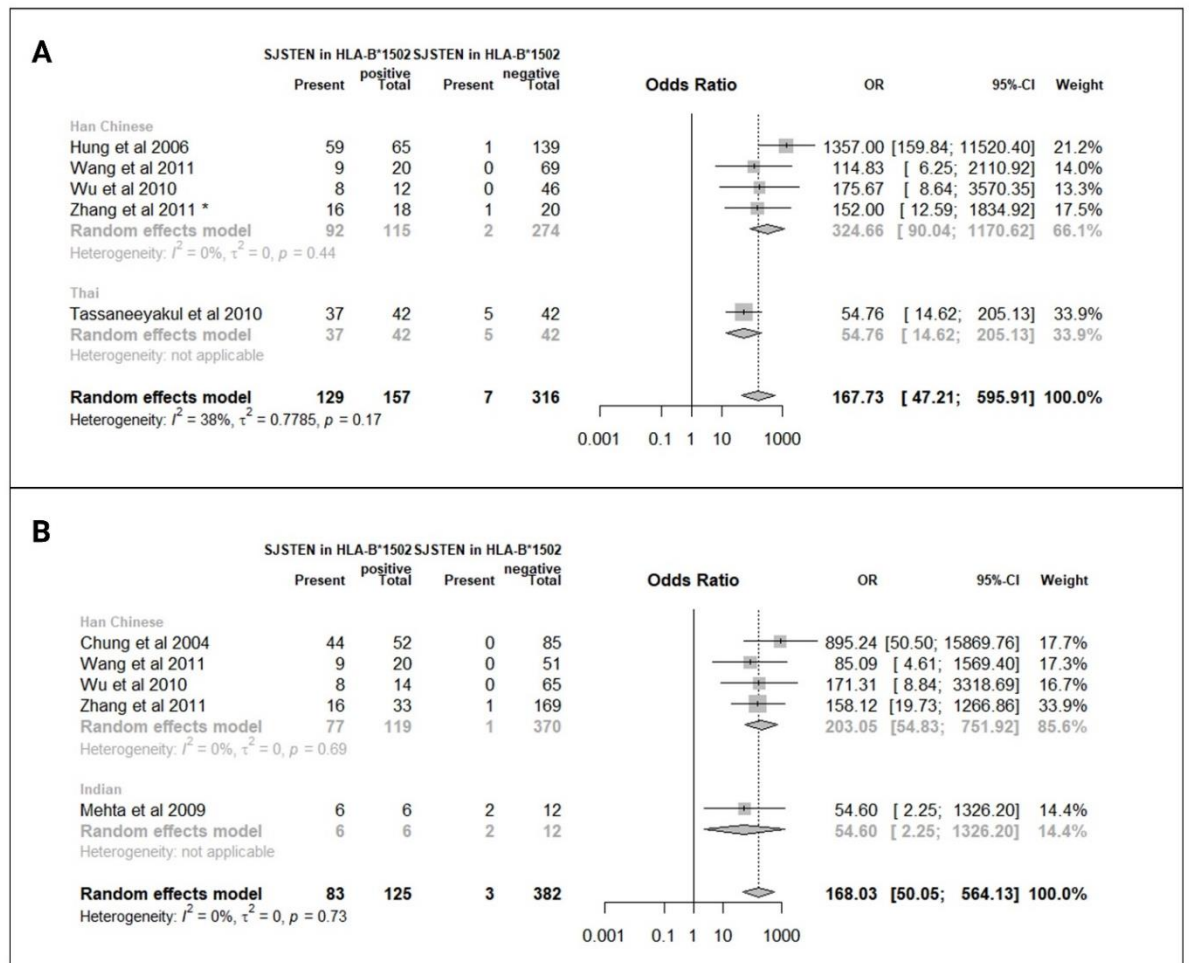 A
SJSTEN in HLA-B*1502 SJSTEN in HLA-B*1502
positive negative
Present Total Present Total Odds Ratio OR 95%-CI Weight
Han Chinese
Hung et al 2006 59 65 1 139 1357.00 [159.84; 11520.40] 21.2%
Wang et al 2011 9 20 0 69 114.83 [ 6.25; 2110.92] 14.0%
Wu et al 2010 8 12 0 46 175.67 [ 8.64; 3570.35] 13.3%
Zhang et al 2011 * 16 18 1 20 152.00 [ 12.59; 1834.92] 17.5%
Random effects model 92 115 2 274 324.66 [ 90.04; 1170.62] 66.1%
Heterogeneity: I² = 0%, τ² = 0, p = 0.44
Thai
Tassaneeyakul et al 2010 37 42 5 42 54.76 [ 14.62; 205.13] 33.9%
Random effects model 37 42 5 42 54.76 [ 14.62; 205.13] 33.9%
Heterogeneity: not applicable
Random effects model 129 157 7 316 167.73 [ 47.21; 595.91] 100.0%
Heterogeneity: I² = 38%, τ² = 0.7785, p = 0.17
0.001 0.1 1 10 1000
B
SJSTEN in HLA-B*1502 SJSTEN in HLA-B*1502
positive negative
Present Total Present Total Odds Ratio OR 95%-CI Weight
Han Chinese
Chung et al 2004 44 52 0 85 895.24 [50.50; 15869.76] 17.7%
Wang et al 2011 9 20 0 51 85.09 [ 4.61; 1569.40] 17.3%
Wu et al 2010 8 14 0 65 171.31 [ 8.84; 3318.69] 16.7%
Zhang et al 2011 16 33 1 169 158.12 [19.73; 1266.86] 33.9%
Random effects model 77 119 1 370 203.05 [54.83; 751.92] 85.6%
Heterogeneity: I² = 0%, τ² = 0, p = 0.69
Indian
Mehta et al 2009 6 6 2 12 54.60 [ 2.25; 1326.20] 14.4%
Random effects model 6 6 2 12 54.60 [ 2.25; 1326.20] 14.4%
Heterogeneity: not applicable
Random effects model 83 125 3 382 168.03 [50.05; 564.13] 100.0%
Heterogeneity: I² = 0%, τ² = 0, p = 0.73
0.001 0.1 1 10 1000